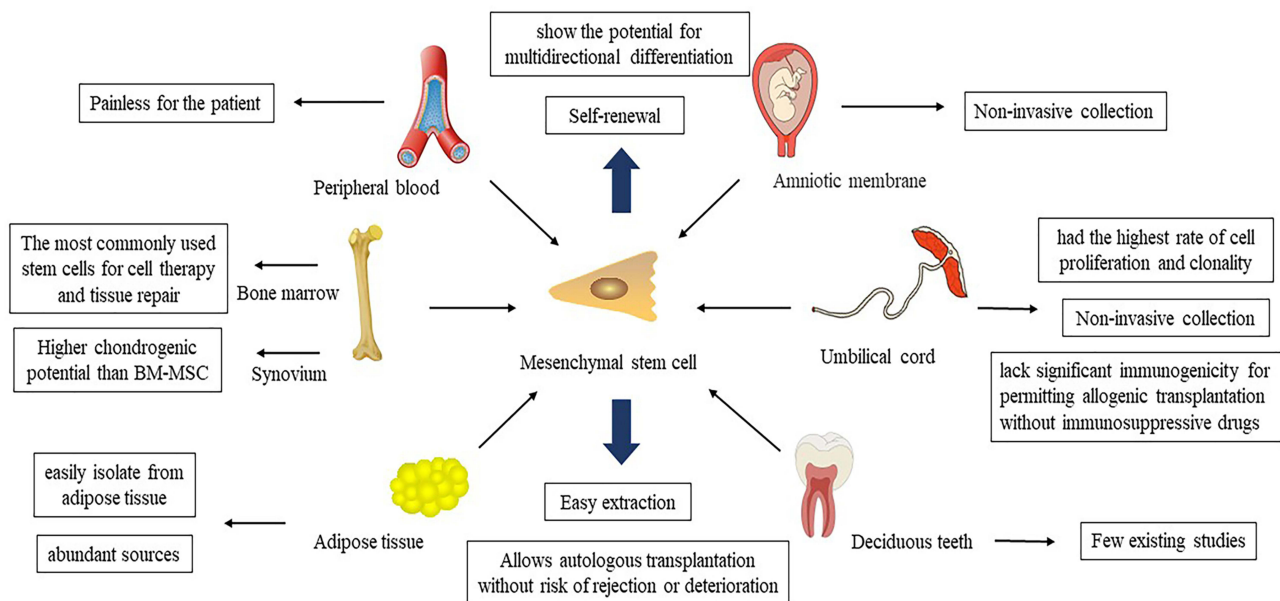 show the potential for
multidirectional differentiation
Self-renewal
Painless for the patient
Peripheral blood
Non-invasive collection
Amniotic membrane
The most commonly used
stem cells for cell therapy
and tissue repair
Bone marrow
Higher chondrogenic
potential than BM-MSC
Synovium
Mesenchymal stem cell
had the highest rate of cell
proliferation and clonality
Non-invasive collection
Umbilical cord
lack significant immunogenicity for
permitting allogenic transplantation
without immunosuppressive drugs
easily isolate from
adipose tissue
abundant sources
Adipose tissue
Easy extraction
Allows autologous transplantation
without risk of rejection or deterioration
Deciduous teeth
Few existing studies